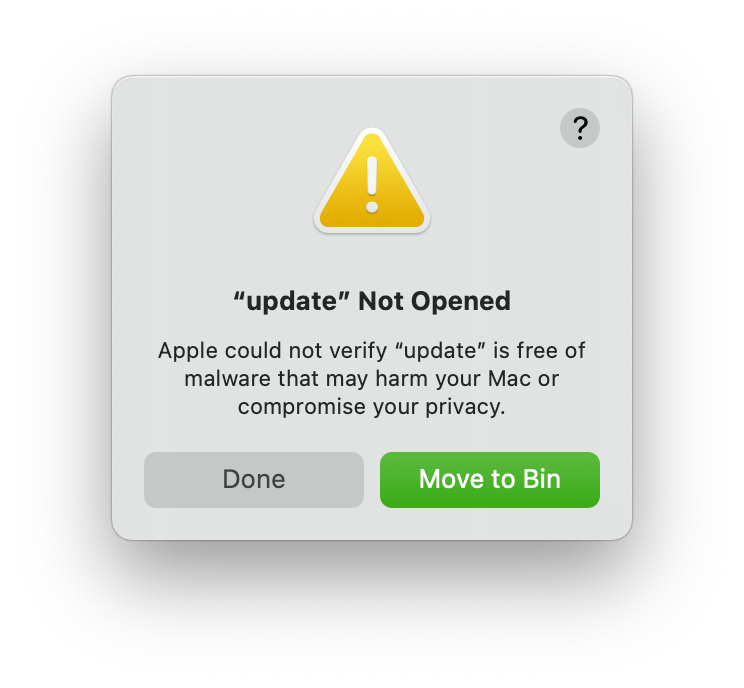 ?
“update” Not Opened
Apple could not verify “update” is free of
malware that may harm your Mac or
compromise your privacy.
Done
Move to Bin